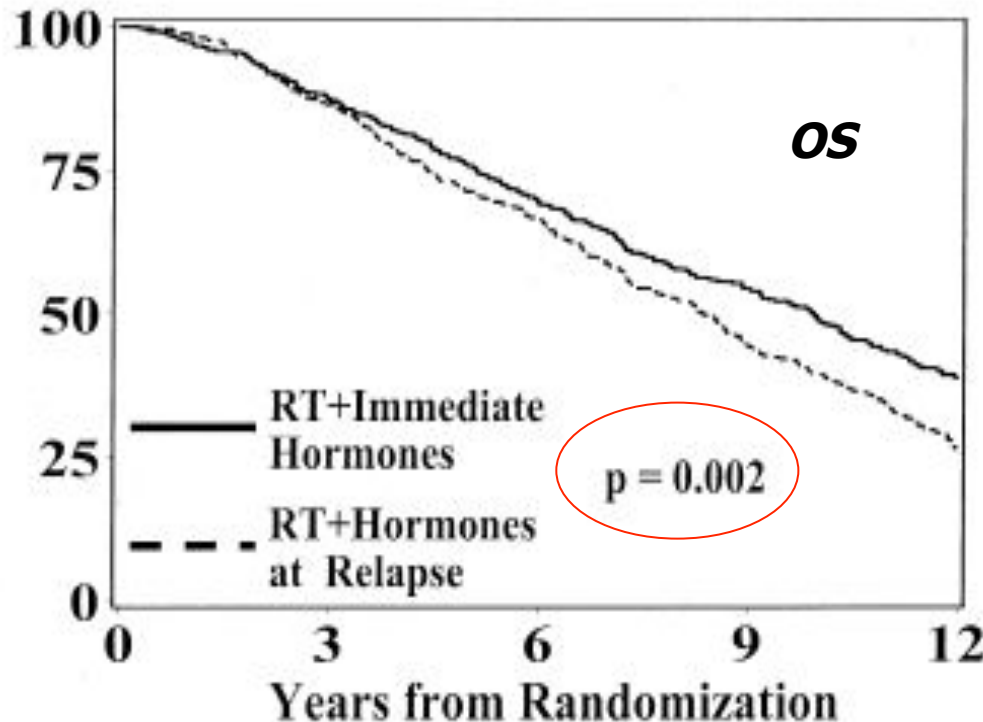 100
75
50
25
0
OS
RT+Immediate
Hormones
RT+Hormones
at Relapse
p = 0.002
0 3 6 9 12
Years from Randomization